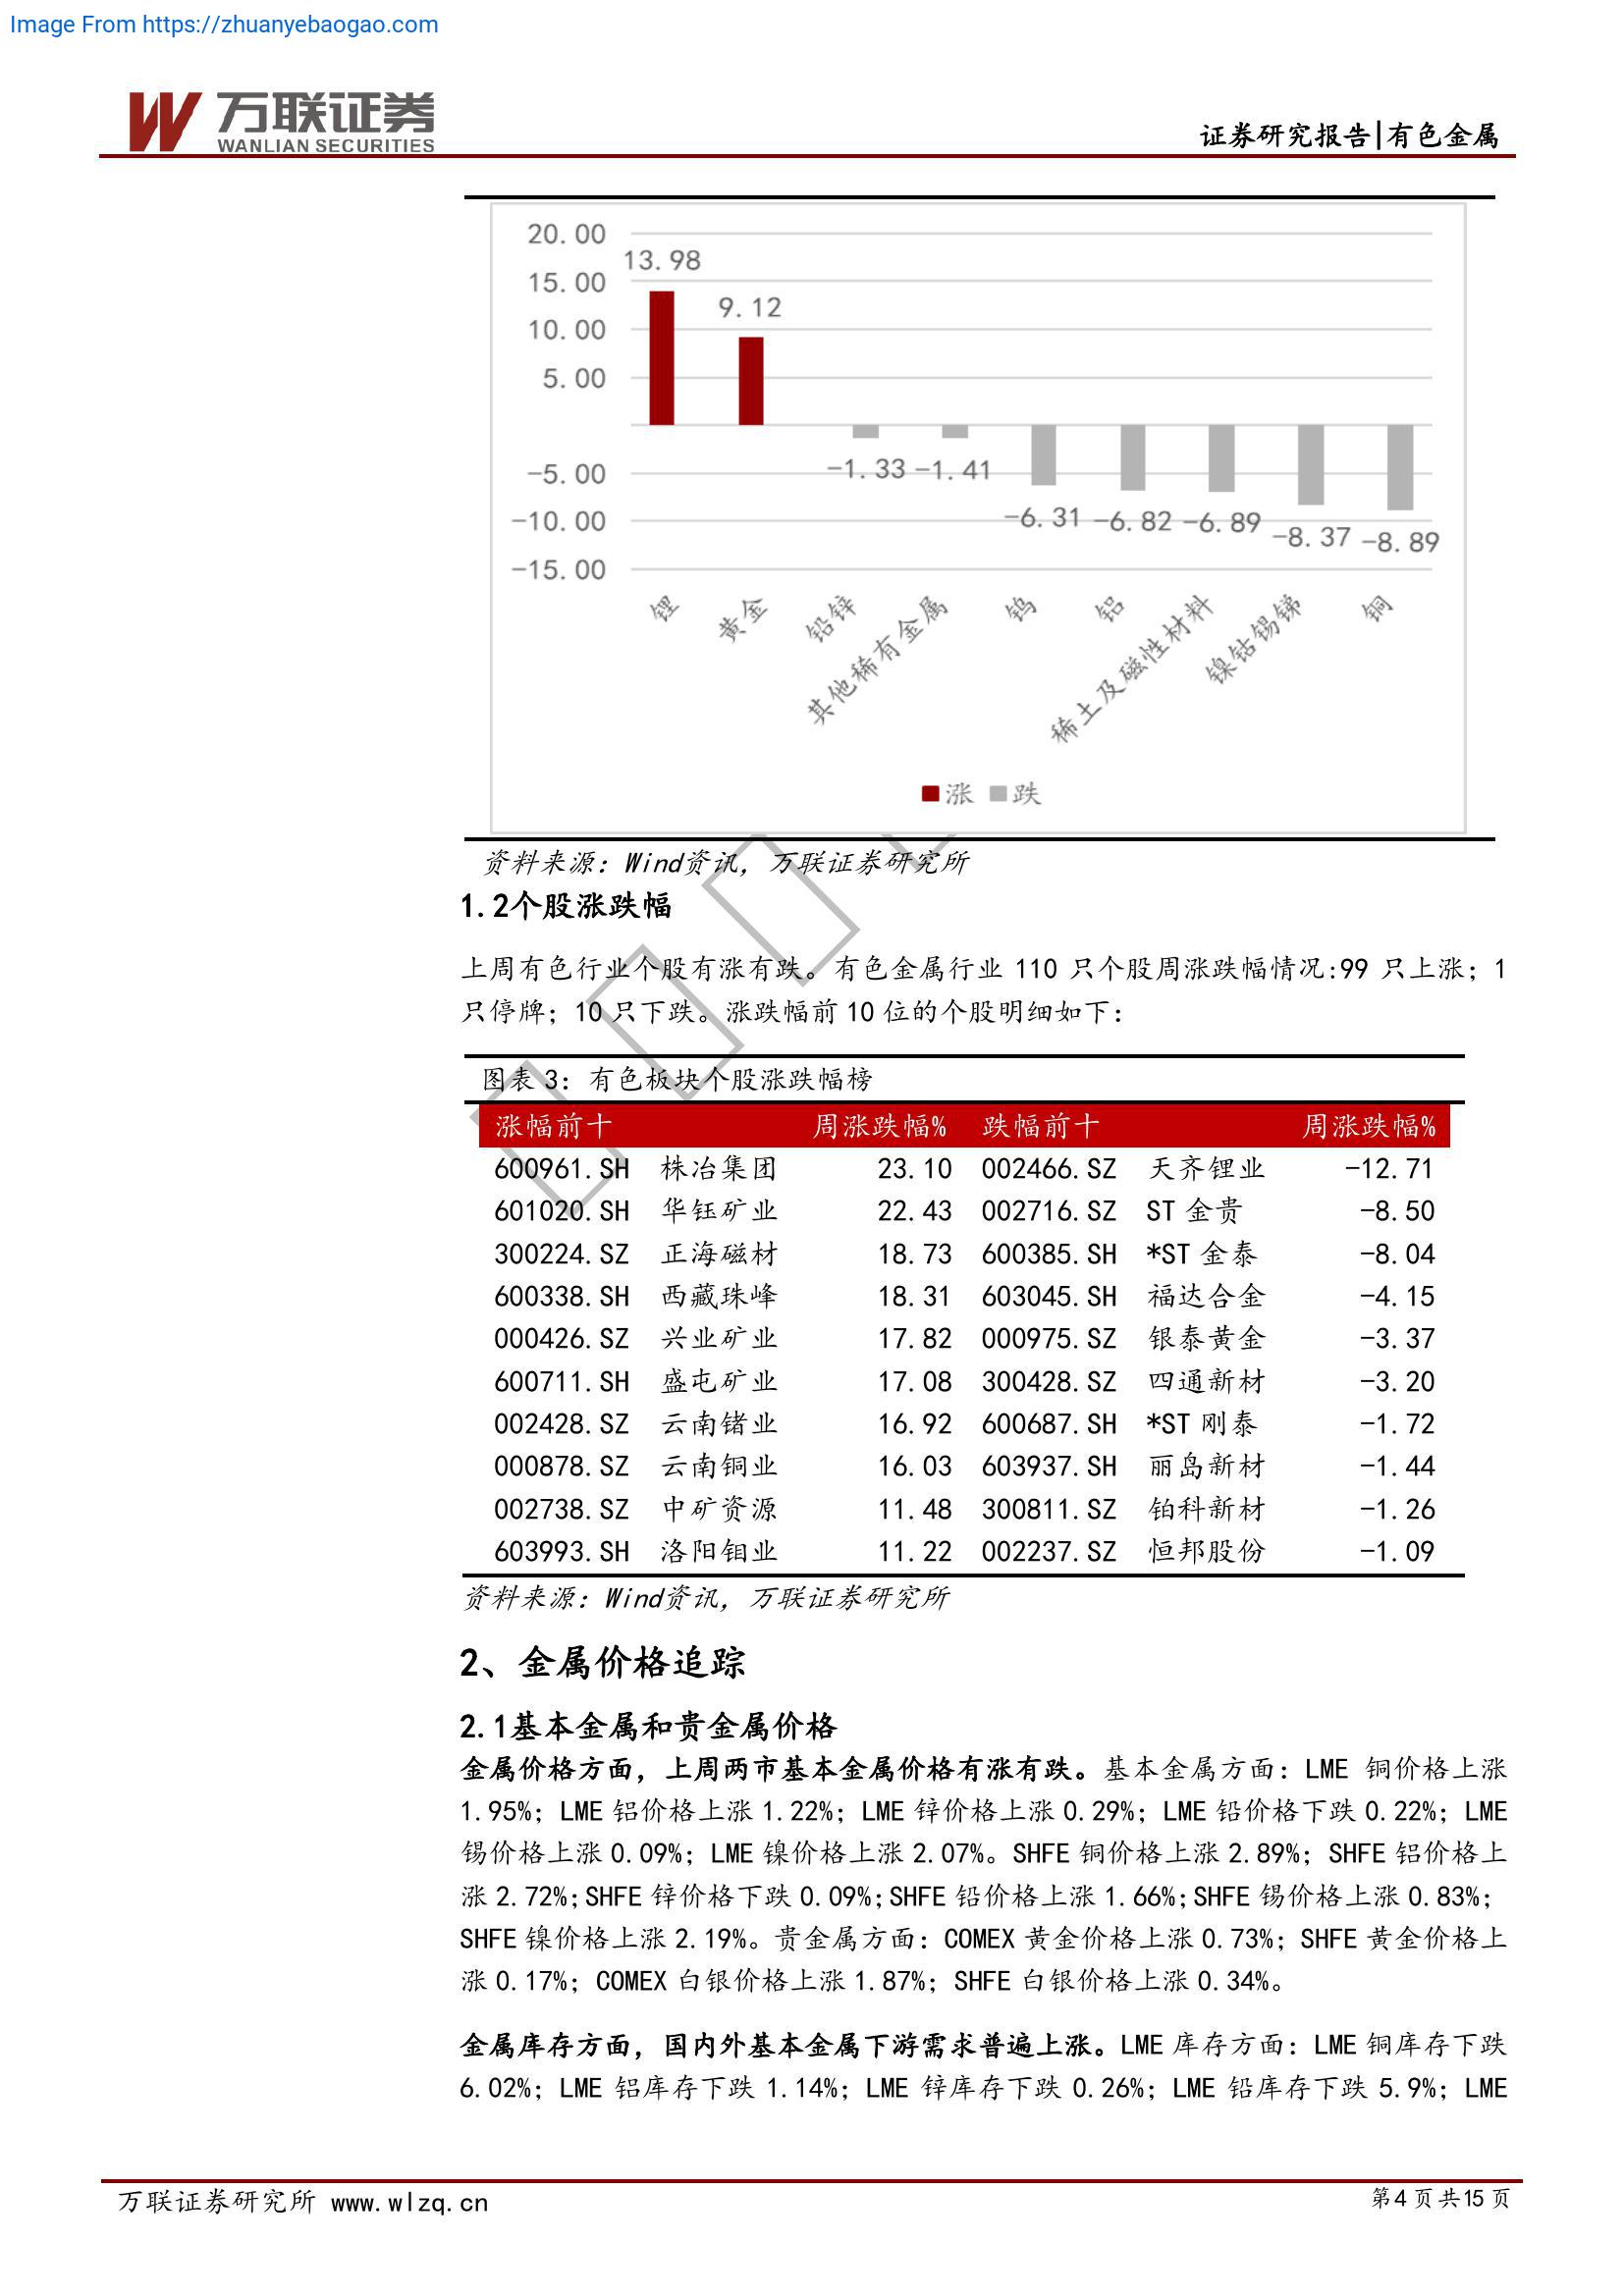 Image From https://zhuanyebaogao.com
万联证券
WANLIAN SECURITIES
证券研究报告|有色金属
20.00
15.00
10.00
5.00
-5.00
-10.00
-15.00
13.98
9.12
-1.33
-1.41
-6.31
-6.82
-6.89
-8.37
-8.89
锂
黄金
铅锌
其他稀有金属
钨
铝
稀土及磁性材料
镍钴锡锑
铜
涨 跌
资料来源：Wind资讯，万联证券研究所
1.2个股涨跌幅
上周有色行业个股有涨有跌。有色金属行业 110 只个股周涨跌幅情况:99 只上涨；1
只停牌；10 只下跌。涨跌幅前 10 位的个股明细如下：
图表 3：有色板块个股涨跌幅榜
涨幅前十 周涨跌幅% 跌幅前十 周涨跌幅%
600961.SH 株冶集团 23.10 002466.SZ 天齐锂业 -12.71
601020.SH 华钰矿业 22.43 002716.SZ ST 金贵 -8.50
300224.SZ 正海磁材 18.73 600385.SH *ST 金泰 -8.04
600338.SH 西藏珠峰 18.31 603045.SH 福达合金 -4.15
000426.SZ 兴业矿业 17.82 000975.SZ 银泰黄金 -3.37
600711.SH 盛屯矿业 17.08 300428.SZ 四通新材 -3.20
002428.SZ 云南锗业 16.92 600687.SH *ST 刚泰 -1.72
000878.SZ 云南铜业 16.03 603937.SH 丽岛新材 -1.44
002738.SZ 中矿资源 11.48 300811.SZ 铂科新材 -1.26
603993.SH 洛阳钼业 11.22 002237.SZ 恒邦股份 -1.09
资料来源：Wind资讯，万联证券研究所
2、金属价格追踪
2.1基本金属和贵金属价格
金属价格方面，上周两市基本金属价格有涨有跌。基本金属方面：LME 铜价格上涨
1.95%；LME 铝价格上涨 1.22%；LME 锌价格上涨 0.29%；LME 铅价格下跌 0.22%；LME
锡价格上涨 0.09%；LME 镍价格上涨 2.07%。SHFE 铜价格上涨 2.89%；SHFE 铝价格上
涨 2.72%；SHFE 锌价格下跌 0.09%；SHFE 铅价格上涨 1.66%；SHFE 锡价格上涨 0.83%；
SHFE 镍价格上涨 2.19%。贵金属方面：COMEX 黄金价格上涨 0.73%；SHFE 黄金价格上
涨 0.17%；COMEX 白银价格上涨 1.87%；SHFE 白银价格上涨 0.34%。
金属库存方面，国内外基本金属下游需求普遍上涨。LME 库存方面：LME 铜库存下跌
6.02%；LME 铝库存下跌 1.14%；LME 锌库存下跌 0.26%；LME 铅库存下跌 5.9%；LME
万联证券研究所 www.wlzq.cn
第 4 页 共 15 页